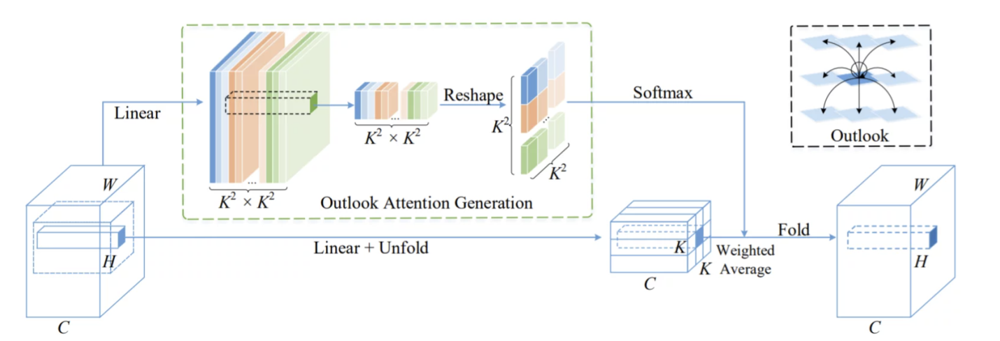 Linear
K² × K²
...
Outlook Attention Generation
...
K² × K²
Reshape
K²
...
K²
Softmax
Outlook
W
H
C
Linear + Unfold
K
K
C
Weighted
Average
Fold
W
H
C